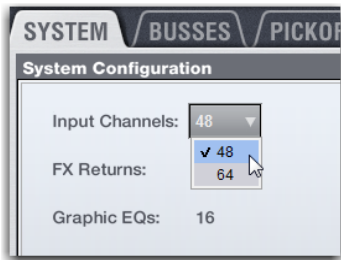 SYSTEM BUSSES PICKOF
System Configuration
Input Channels: 48
✓ 48
FX Returns:
64
Graphic EQs: 16